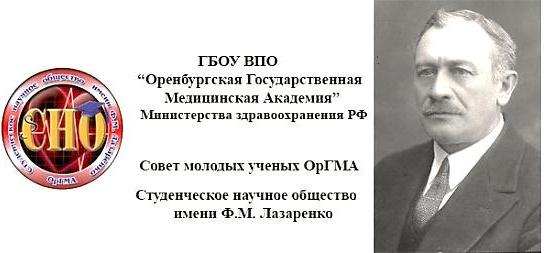 ГБОУ ВПО
“Оренбургская Государственная
Медицинская Академия”
Министерства здравоохранения РФ
Совет молодых ученых ОрГМА
Студенческое научное общество
имени Ф.М. Лазаренко
Студенческое научное общество имени Ф.М. Лазаренко
СНО
ОрГМА